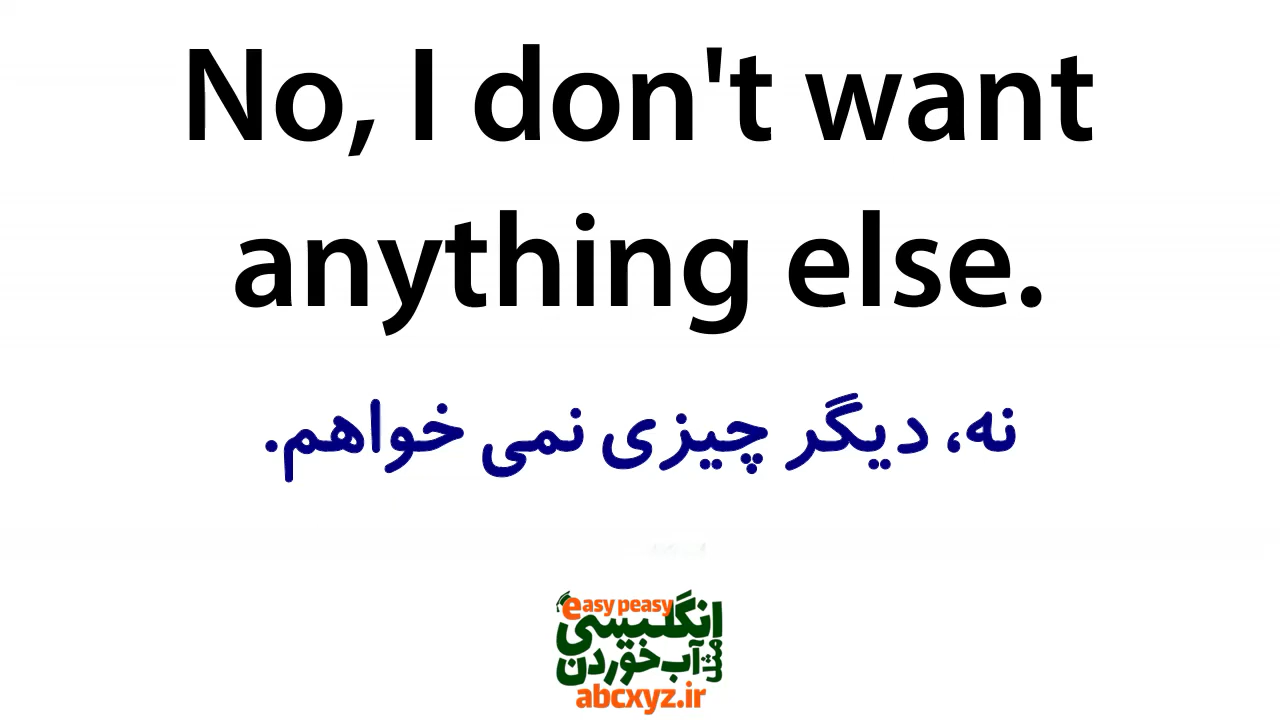 No, I don't want
anything else.
نه، دیگر چیزی نمی خواهم.
easy peasy
انگلیسی
مثل آب خوردن
abcxyz.ir